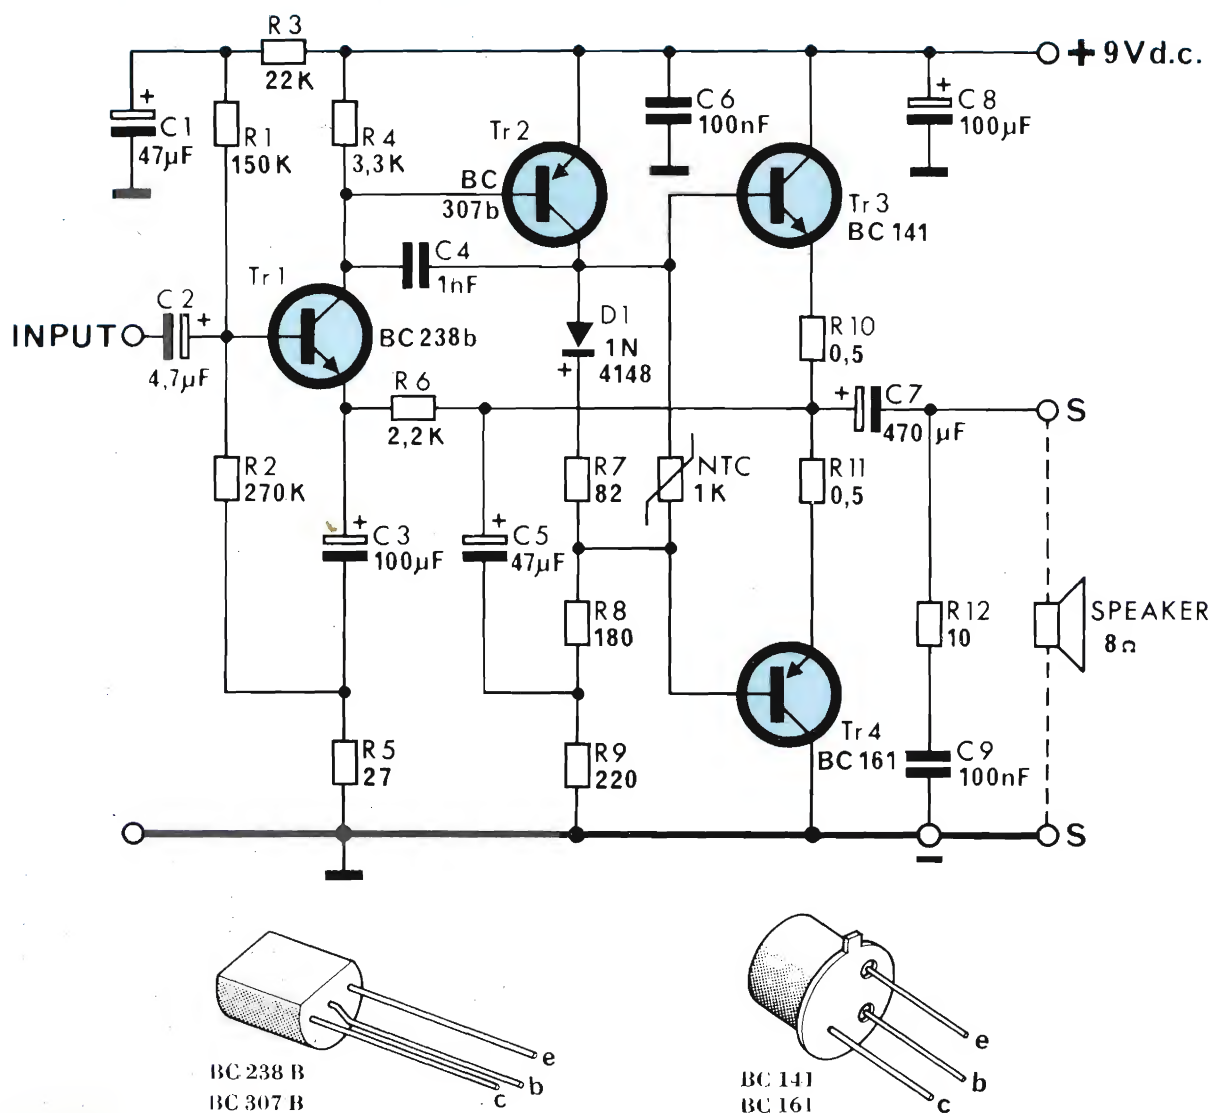 R3
22K
+ 9Vd.c.
+
C1
47µF
R1
150K
R4
3,3K
Tr2
BC
307b
C6
100nF
+
C8
100µF
Tr3
BC141
C4
1nF
Tr1
BC238b
C2
+
INPUT
4,7µF
D1
1N
4148
+
R10
0,5
R6
2,2K
+
C7
470 µF
S
R2
270K
R7
82
NTC
1K
R11
0,5
+
C3
100µF
+
C5
47µF
R8
180
R12
10
SPEAKER
8Ω
Tr4
BC161
R5
27
R9
220
C9
100nF
S
−
e
b
c
BC 238 B
BC 307 B
e
b
c
BC 141
BC 161